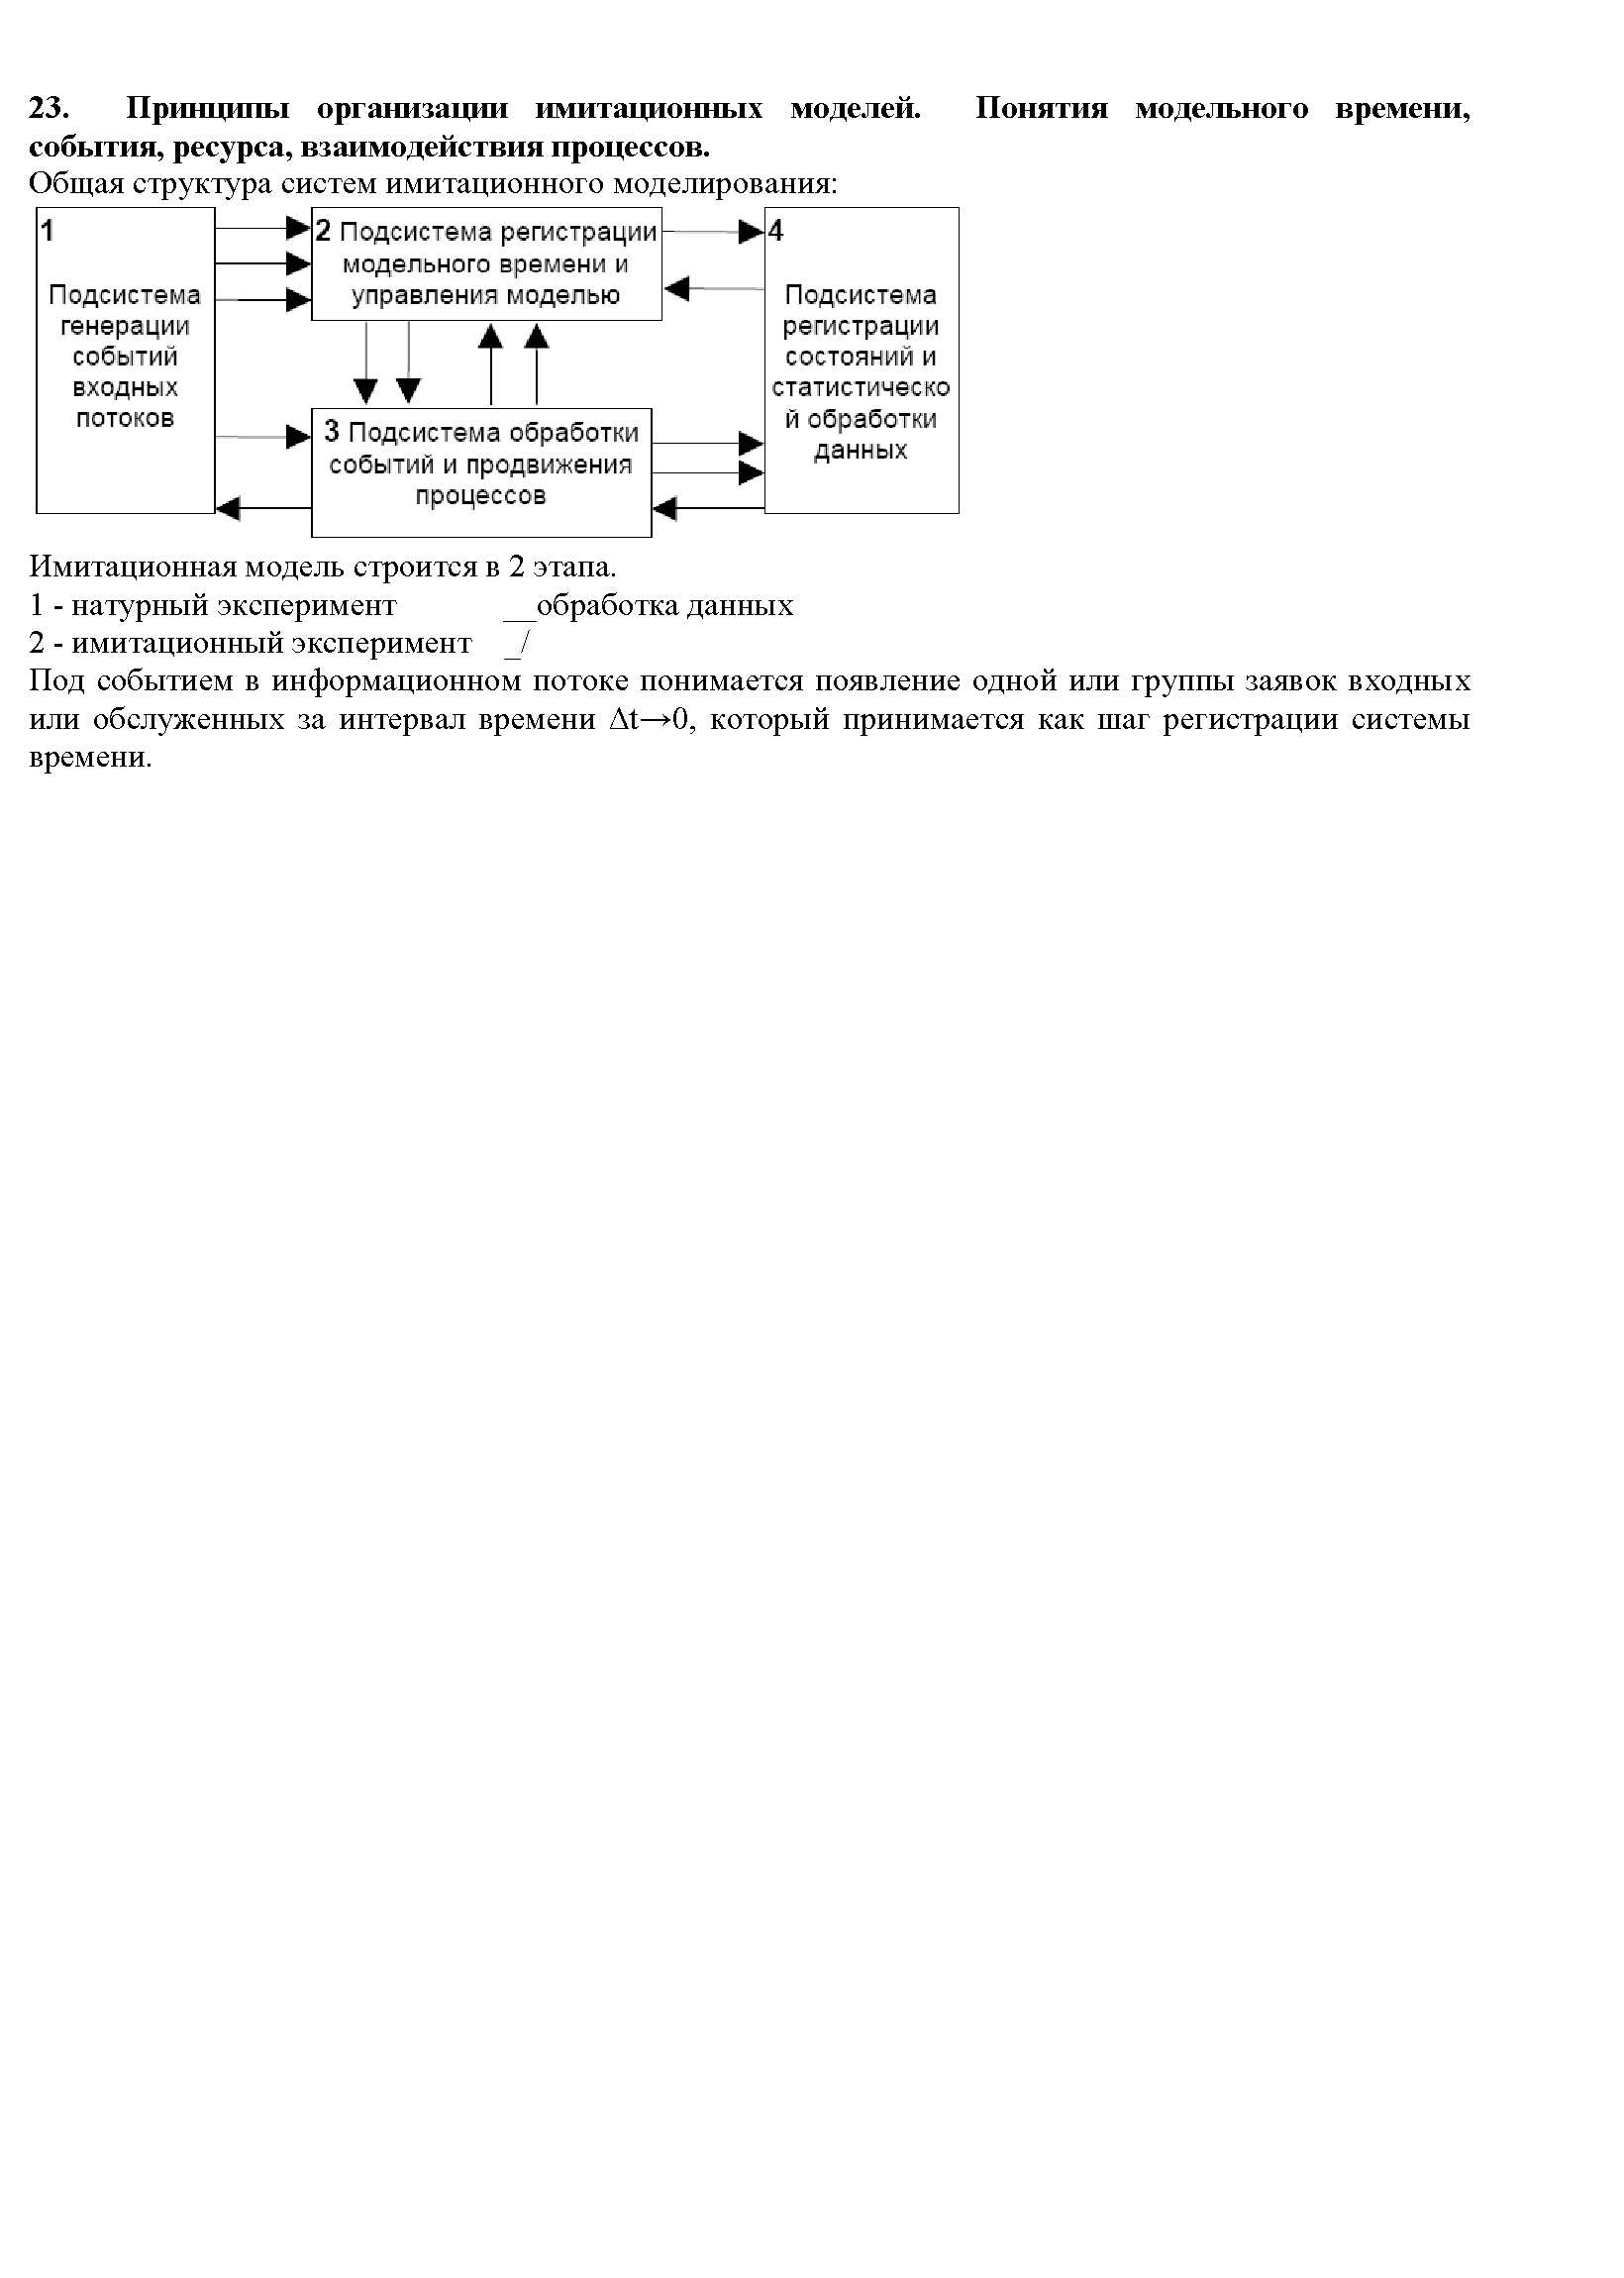 23. Принципы организации имитационных моделей. Понятия модельного времени,
события, ресурса, взаимодействия процессов.
Общая структура систем имитационного моделирования:
1
Подсистема
генерации
событий
входных
потоков
2 Подсистема регистрации
модельного времени и
управления моделью
3 Подсистема обработки
событий и продвижения
процессов
4
Подсистема
регистрации
состояний и
статистическо
й обработки
данных
Имитационная модель строится в 2 этапа.
1 - натурный эксперимент __обработка данных
2 - имитационный эксперимент _/
Под событием в информационном потоке понимается появление одной или группы заявок входных
или обслуженных за интервал времени Δt→0, который принимается как шаг регистрации системы
времени.